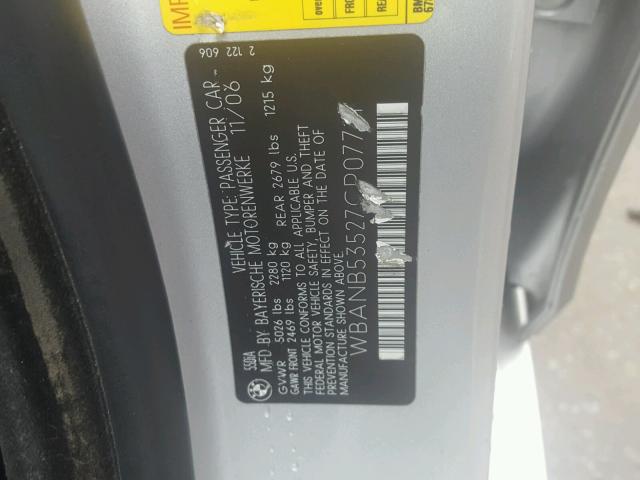 2 122 606
550iA
VEHICLE TYPE: PASSENGER CAR
MFD BY BAYERISCHE MOTORENWERKE 11/06
GVWR 5026 lbs 2280 kg
GAWR FRONT 2469 lbs 1120 kg REAR 2679 lbs 1215 kg
THIS VEHICLE CONFORMS TO ALL APPLICABLE U.S.
FEDERAL MOTOR VEHICLE SAFETY, BUMPER AND THEFT
PREVENTION STANDARDS IN EFFECT ON THE DATE OF
MANUFACTURE SHOWN ABOVE.